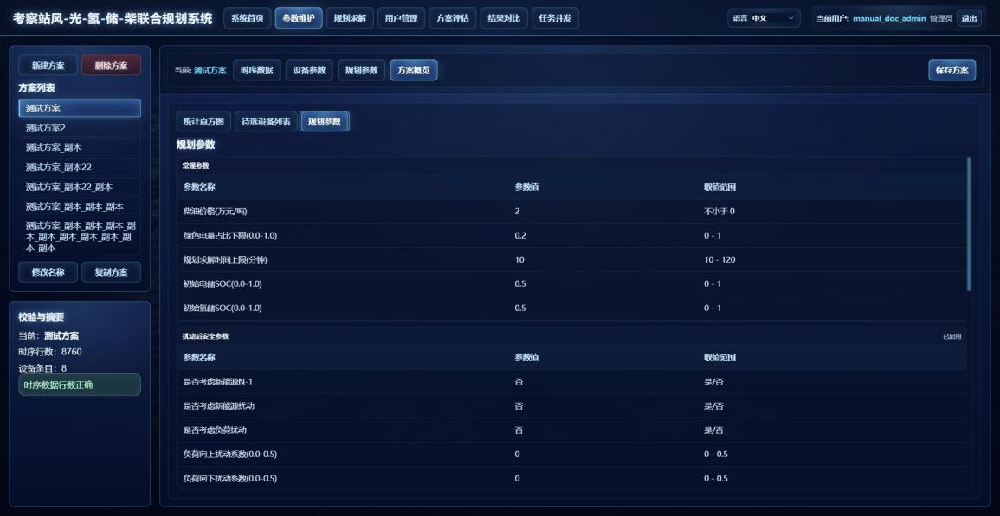 考察站风-光-氢-储-柴联合规划系统 系统首页 参数维护 规划求解 用户管理 方案评估 结果对比 任务并发 语言 中文 当前用户: manual_doc_admin 管理员 退出
新建方案 删除方案
方案列表
测试方案
测试方案2
测试方案_副本
测试方案_副本22
测试方案_副本22_副本
测试方案_副本_副本_副本
测试方案_副本_副本_副本_副
本_副本_副本_副本_副本_副
本_副本
修改名称 复制方案
校验与摘要
当前: 测试方案
时序行数: 8760
设备条目: 8
时序数据行数正确
当前: 测试方案 时序数据 设备参数 规划参数 方案概览 保存方案
统计直方图 待选设备列表 规划参数
规划参数
常规参数
参数名称 参数值 取值范围
柴油价格(万元/吨) 2 不小于 0
绿色电量占比下限(0.0-1.0) 0.2 0 - 1
规划求解时间上限(分钟) 10 10 - 120
初始电储SOC(0.0-1.0) 0.5 0 - 1
初始氢储SOC(0.0-1.0) 0.5 0 - 1
扰动后安全参数 已启用
参数名称 参数值 取值范围
是否考虑新能源N-1 否 是/否
是否考虑新能源扰动 否 是/否
是否考虑负荷扰动 否 是/否
负荷向上扰动系数(0.0-0.5) 0 0 - 0.5
负荷向下扰动系数(0.0-0.5) 0 0 - 0.5